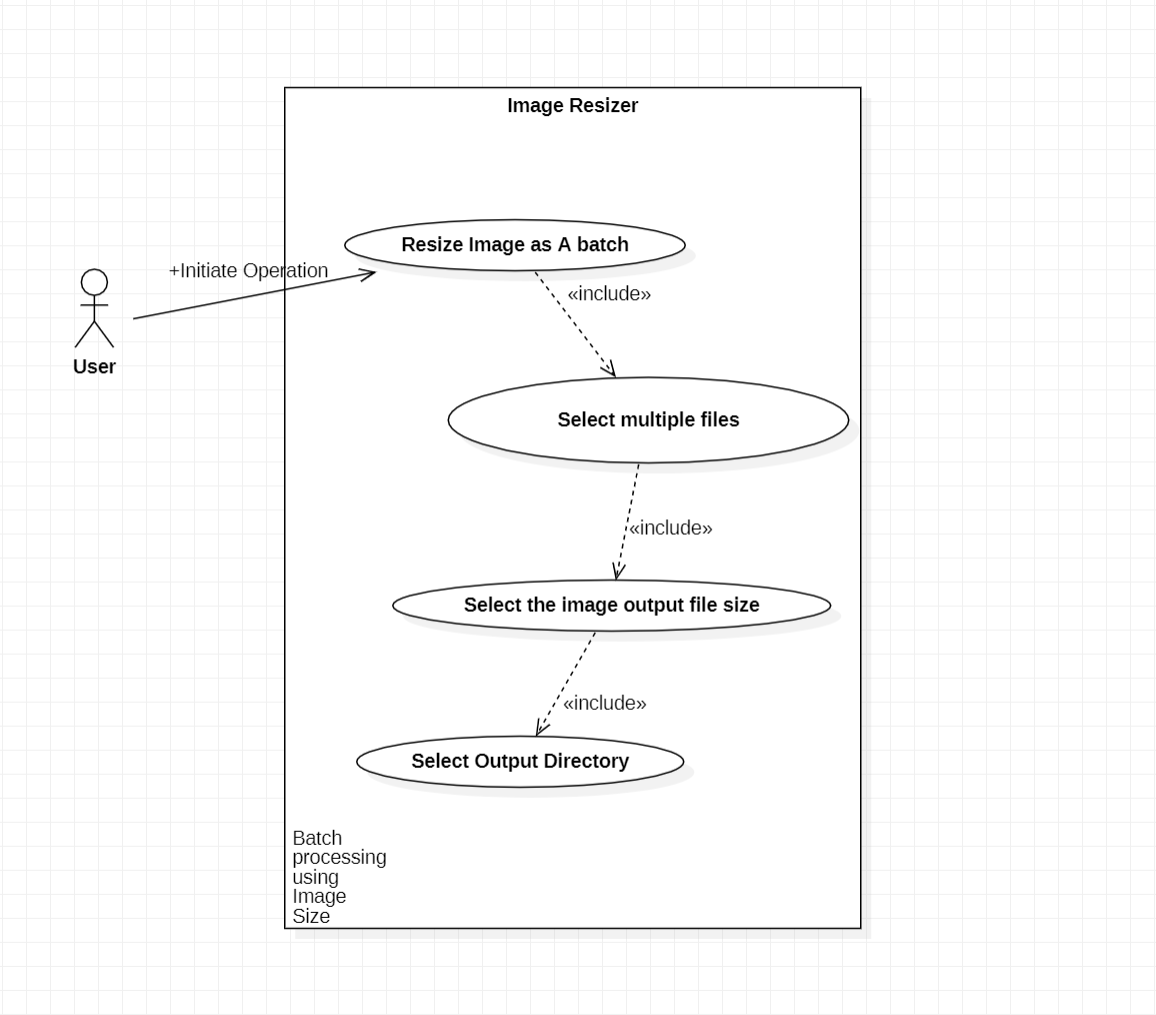 Image Resizer
Resize Image as A batch
+Initiate Operation
«include»
User
Select multiple files
«include»
Select the image output file size
«include»
Select Output Directory
Batch
processing
using
Image
Size